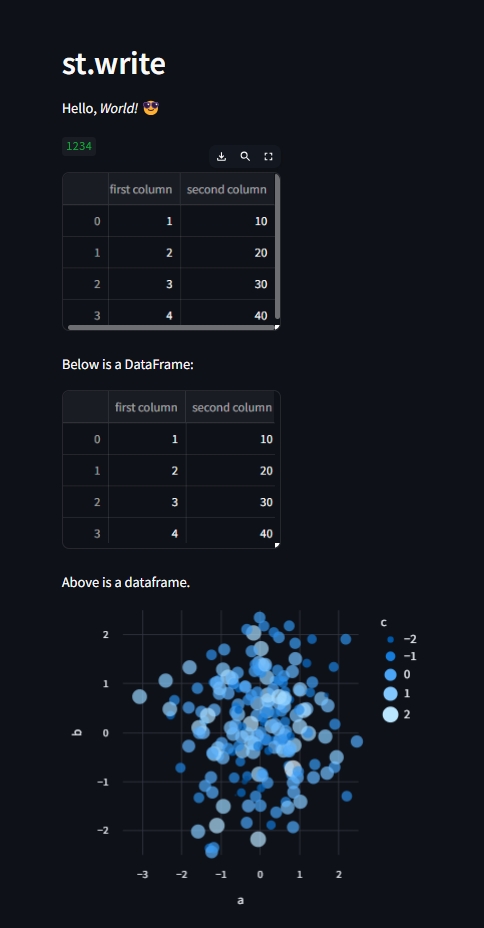 st.write
Hello, World! 😎
1234
first column second column
0 1 10
1 2 20
2 3 30
3 4 40
Below is a DataFrame:
first column second column
0 1 10
1 2 20
2 3 30
3 4 40
Above is a dataframe.
c
−2
−1
0
1
2
b
2
1
0
−1
−2
−3 −2 −1 0 1 2
a